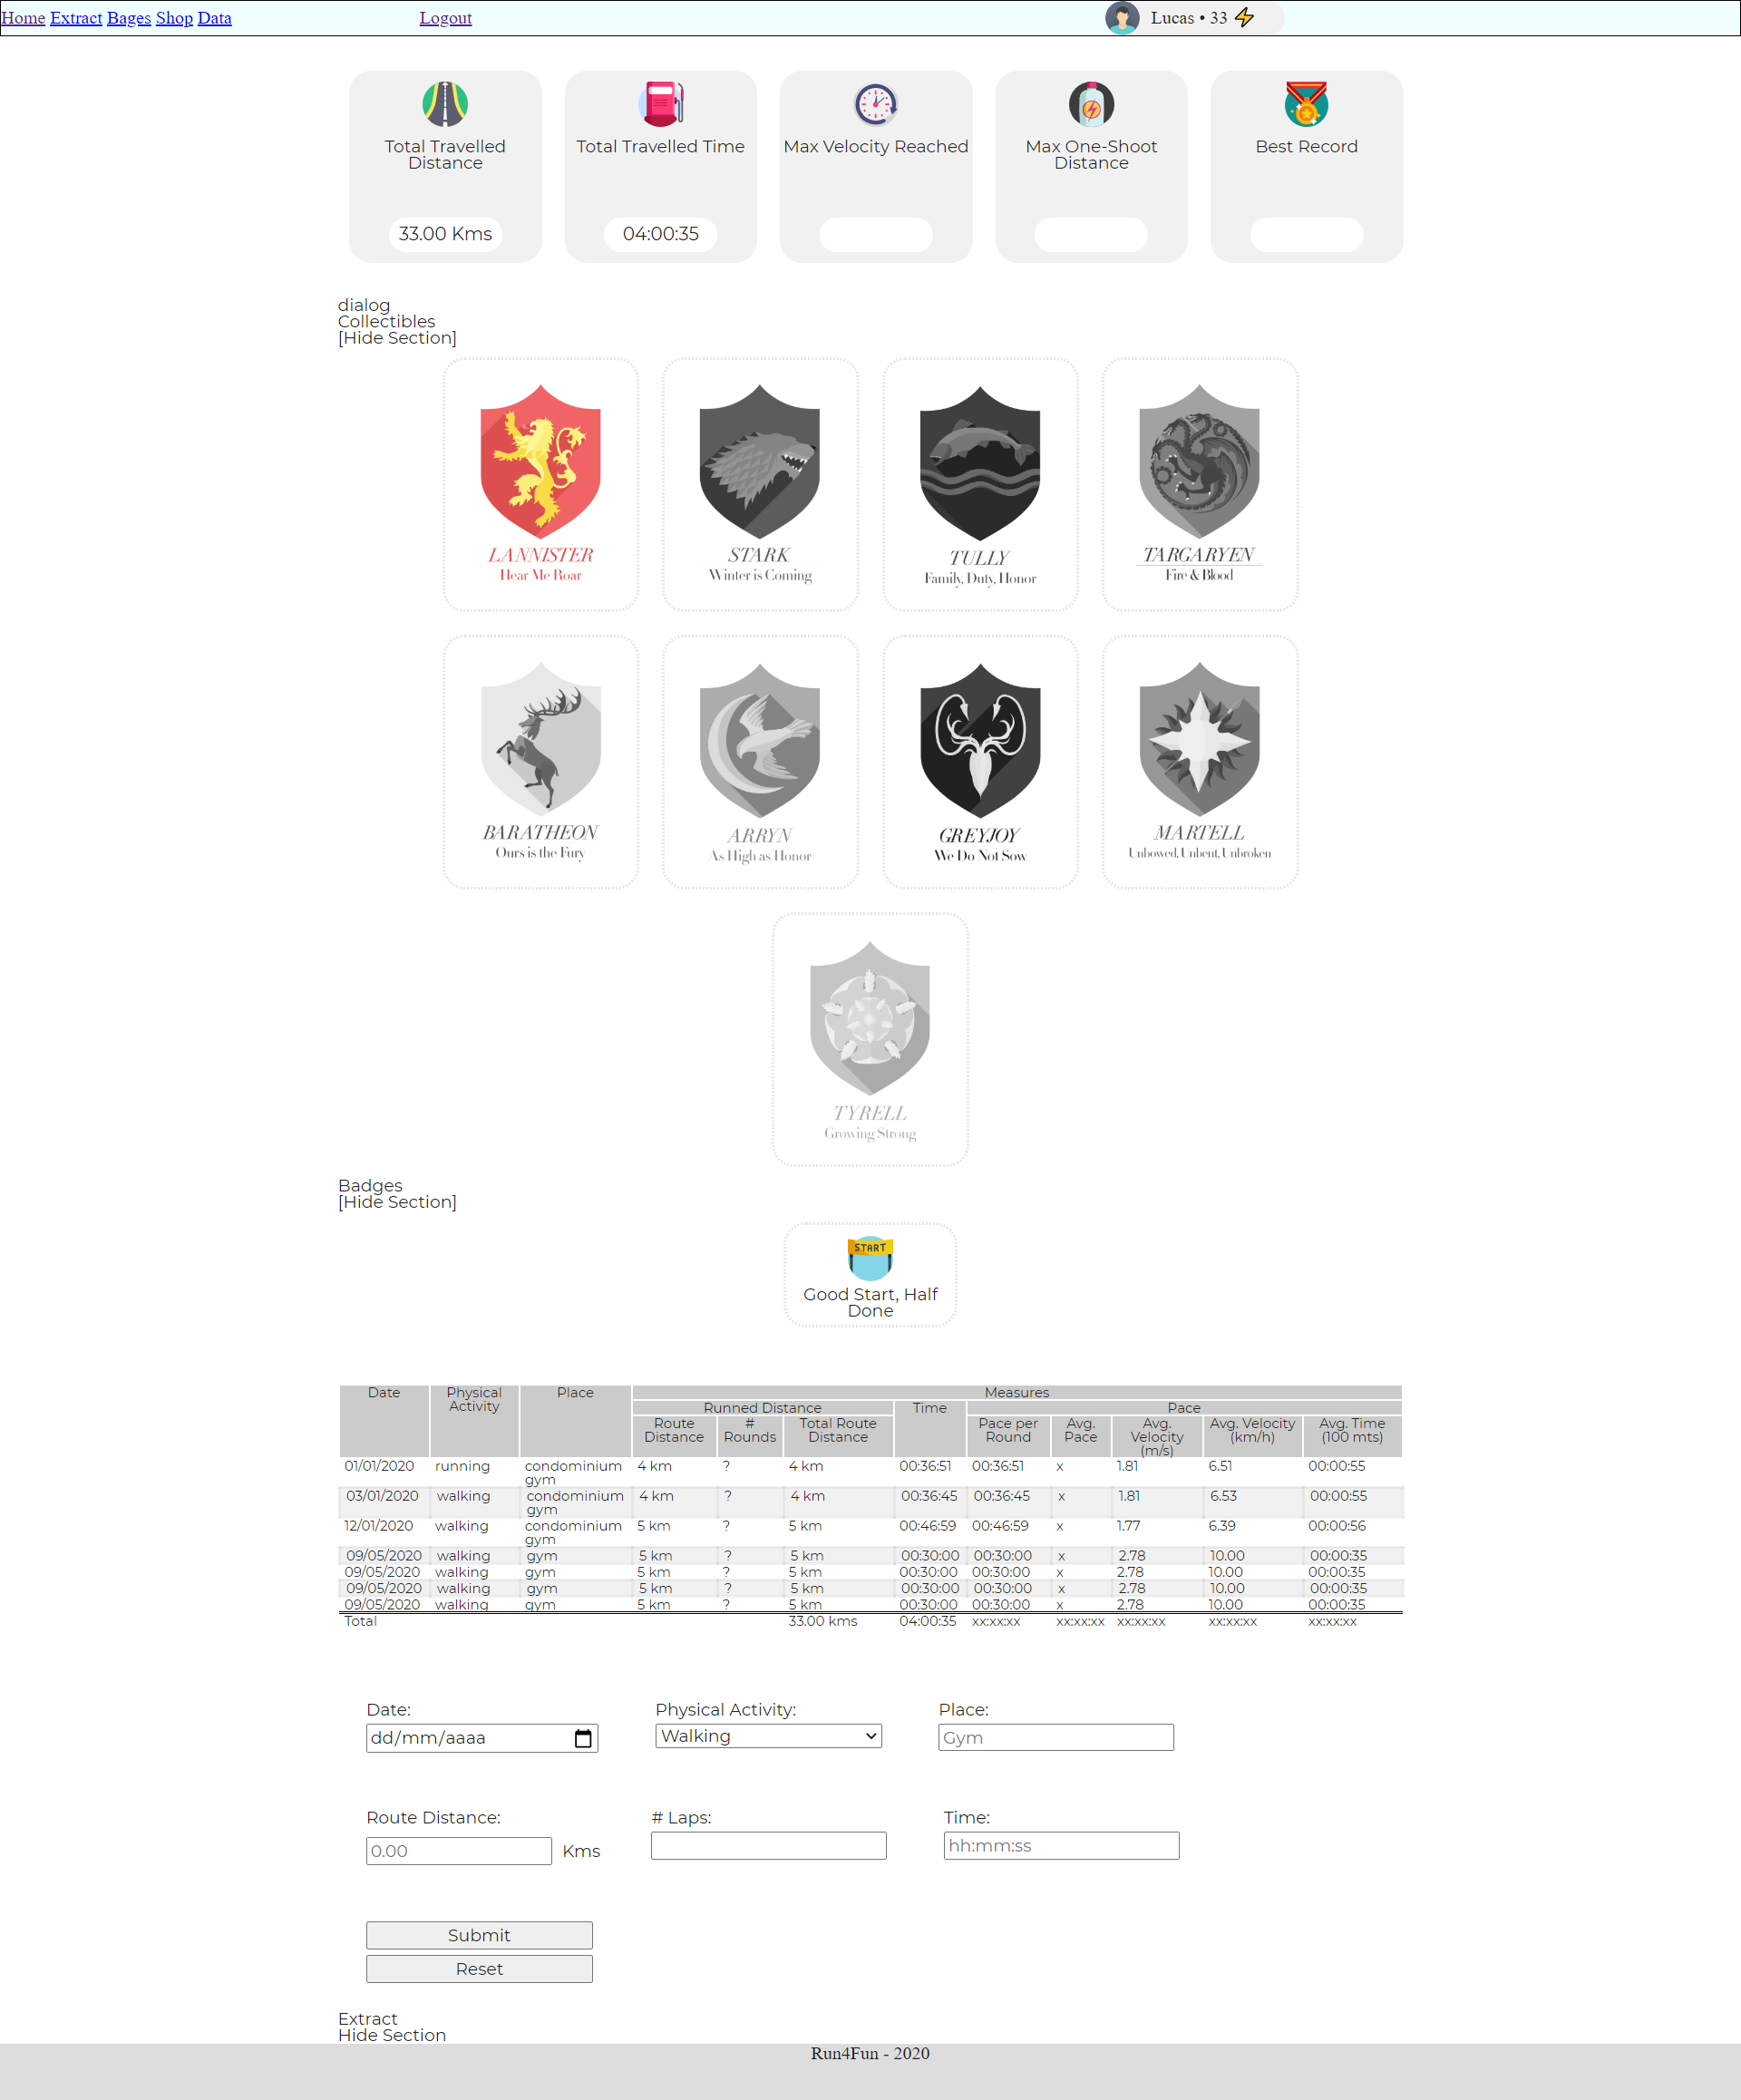 Home Extract Bages Shop Data Logout Lucas • 33
Total Travelled
Distance
33.00 Kms
Total Travelled Time
04:00:35
Max Velocity Reached
Max One-Shoot
Distance
Best Record
dialog
Collectibles
[Hide Section]
LANNISTER
Hear Me Roar
STARK
Winter is Coming
TULLY
Family, Duty, Honor
TARGARYEN
Fire & Blood
BARATHEON
Ours is the Fury
ARRYN
As High as Honor
GREYJOY
We Do Not Sow
MARTELL
Unbowed, Unbent, Unbroken
TYRELL
Growing Strong
Badges
[Hide Section]
START
Good Start, Half
Done
Date Physical Activity Place Measures
Runned Distance Time Pace
Route Distance # Rounds Total Route Distance Pace per Round Avg. Pace Avg. Velocity (m/s) Avg. Velocity (km/h) Avg. Time (100 mts)
01/01/2020 running condominium gym 4 km ? 4 km 00:36:51 00:36:51 x 1.81 6.51 00:00:55
03/01/2020 walking condominium gym 4 km ? 4 km 00:36:45 00:36:45 x 1.81 6.53 00:00:55
12/01/2020 walking condominium gym 5 km ? 5 km 00:46:59 00:46:59 x 1.77 6.39 00:00:56
09/05/2020 walking gym 5 km ? 5 km 00:30:00 00:30:00 x 2.78 10.00 00:00:35
09/05/2020 walking gym 5 km ? 5 km 00:30:00 00:30:00 x 2.78 10.00 00:00:35
09/05/2020 walking gym 5 km ? 5 km 00:30:00 00:30:00 x 2.78 10.00 00:00:35
09/05/2020 walking gym 5 km ? 5 km 00:30:00 00:30:00 x 2.78 10.00 00:00:35
Total 33.00 kms 04:00:35 xx:xx:xx xx:xx:xx xx:xx:xx xx:xx:xx xx:xx:xx
Date: Physical Activity: Place:
dd/mm/aaaa Walking Gym
Route Distance: # Laps: Time:
0.00 Kms hh:mm:ss
Submit
Reset
Extract
Hide Section
Run4Fun - 2020